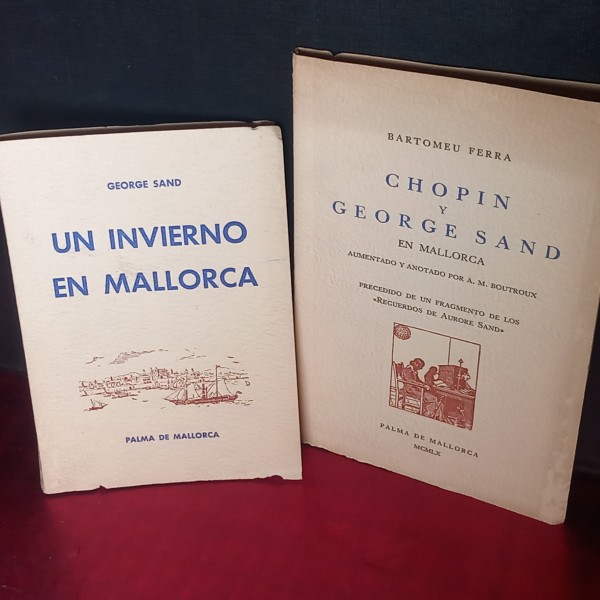 GEORGE SAND
UN INVIERNO
EN MALLORCA
PALMA DE MALLORCA
BARTOMEU FERRA
CHOPIN
Y
GEORGE SAND
EN MALLORCA
AUMENTADO Y ANOTADO POR A. M. BOUTROUX
PRECEDIDO DE UN FRAGMENTO DE LOS
«RECUERDOS DE AURORE SAND»
PALMA DE MALLORCA
MCMLX